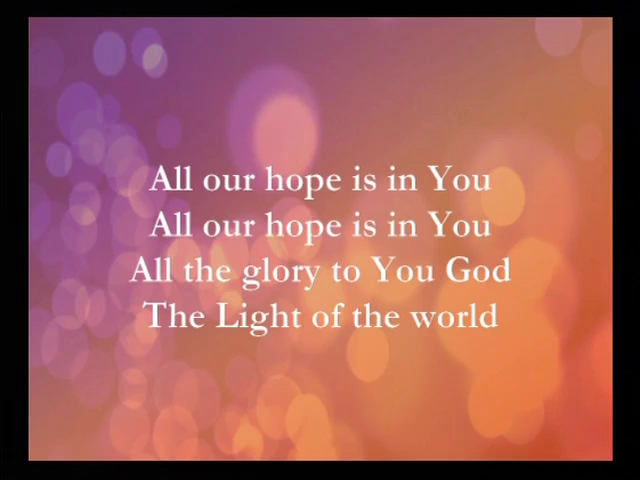 All our hope is in You
All our hope is in You
All the glory to You God
The Light of the world